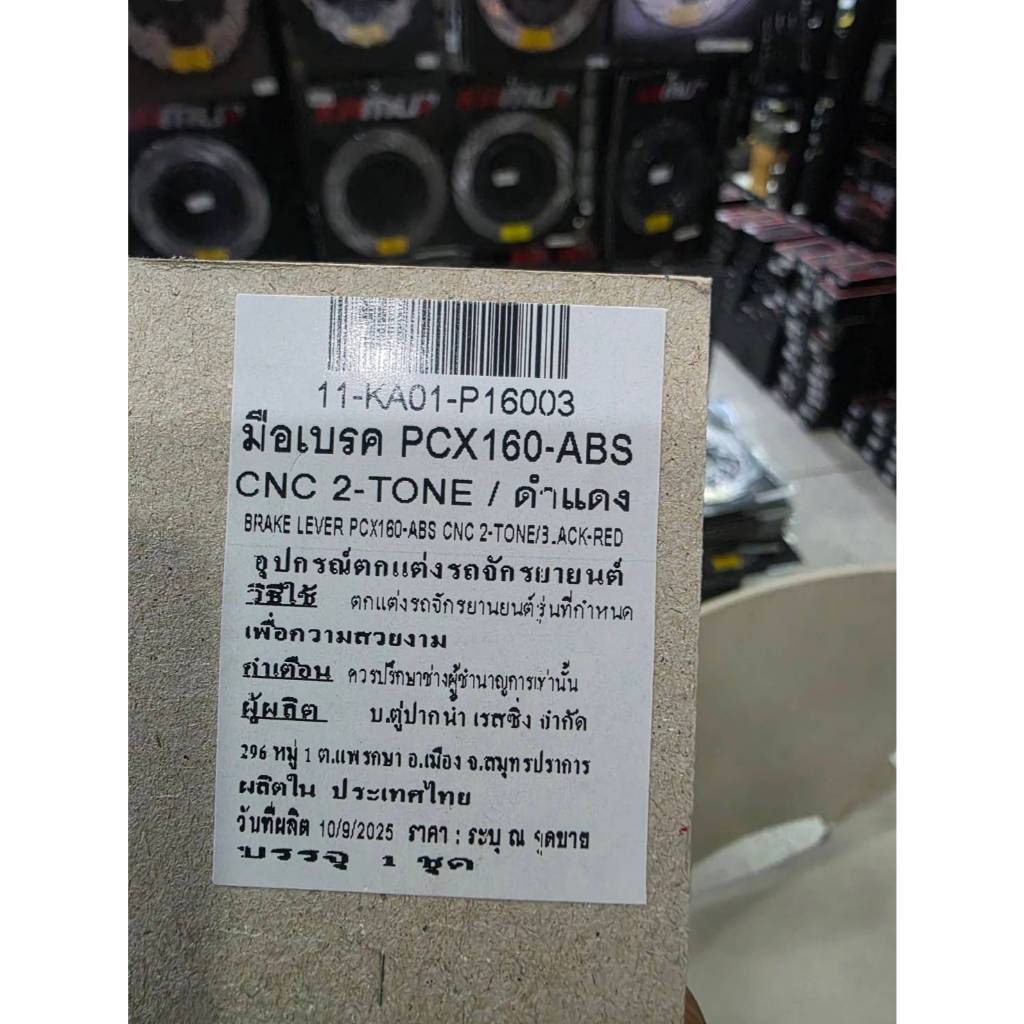 11-KA01-P16003
มือเบรค PCX160-ABS
CNC 2-TONE / ดำแดง
BRAKE LEVER PCX160-ABS CNC 2-TONE/BLACK-RED
อุปกรณ์ตกแต่งรถจักรยายนต์
วิธีใช้ ตกแต่งรถจักรยานยนต์รุ่นที่กำหนด
เพื่อความสวยงาม
คำเตือน ควรปรึกษาช่างผู้ชำนาญการเท่านั้น
ผู้ผลิต บ.ตู่ปากน้ำ เรสซิ่ง จำกัด
296 หมู่ 1 ต.แพรกษา อ.เมือง จ.สมุทรปราการ
ผลิตใน ประเทศไทย
วันที่ผลิต 10/9/2025 ราคา : ระบุ ณ จุดขาย
บรรจุ 1 ชุด